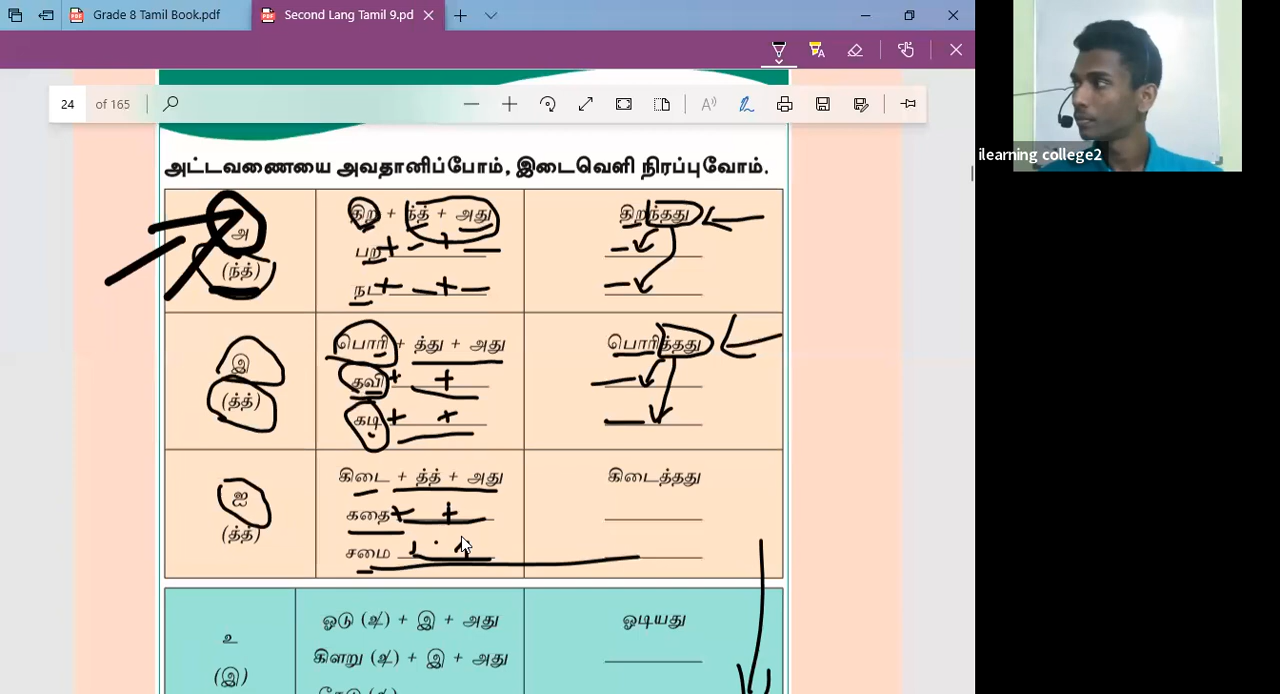 Grade 8 Tamil Book.pdf
Second Lang Tamil 9.pd
24 of 165
ilearning college2
அட்டவணையை அவதானிப்போம், இடைவெளி நிரப்புவோம்.
அ
(ந்த்)
திற + ந்த் + அது
திறந்தது
பற
நட
இ
(த்த்)
பொரி + த்து + அது
பொரித்தது
தவி
கடி
ஐ
(த்த்)
கிடை + த்த் + அது
கிடைத்தது
கதை
சமை
உ
(இ)
ஓடு (உ) + இ + அது
ஓடியது
கிளறு (உ) + இ + அது